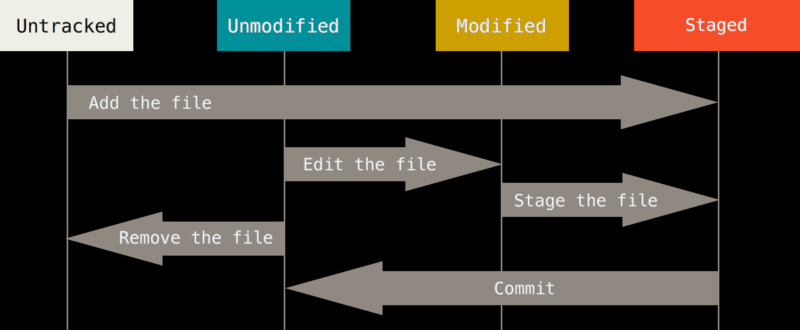 Untracked
Unmodified
Modified
Staged
Add the file
Edit the file
Stage the file
Remove the file
Commit